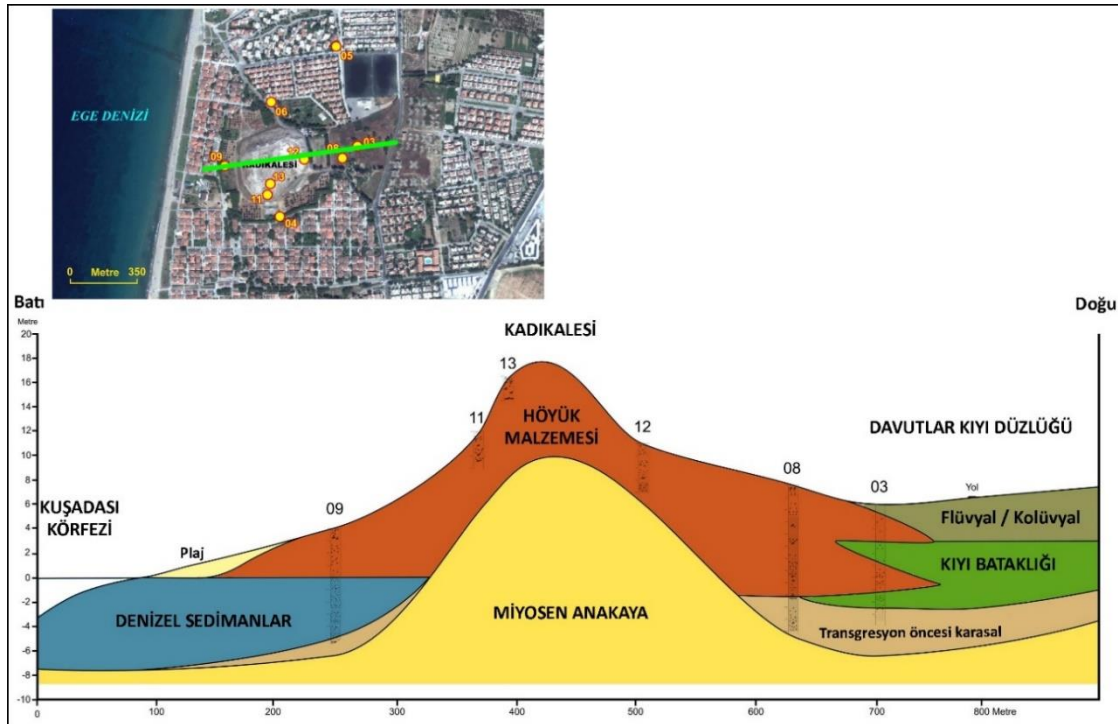 EGE DENİZİ
05
06
09
12
08
03
KADIKALESİ
13
11
04
0 Metre 350
Batı
Doğu
Metre
KADIKALESİ
20
18
16
14
12
10
8
6
4
2
0
-2
-4
-6
-8
-10
13
11
12
HÖYÜK
MALZEMESİ
DAVUTLAR KIYI DÜZLÜĞÜ
08
03
Yol
KUŞADASI
KÖRFEZİ
09
Plaj
Flüvyal / Kolüvyal
KIYI BATAKLIĞI
DENİZEL SEDİMANLAR
MİYOSEN ANAKAYA
Transgresyon öncesi karasal
0 100 200 300 400 500 600 700 800 Metre